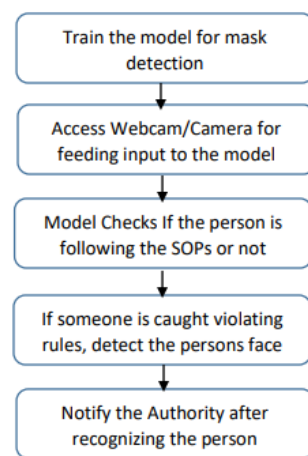 Train the model for mask
detection
Access Webcam/Camera for
feeding input to the model
Model Checks If the person is
following the SOPs or not
If someone is caught violating
rules, detect the persons face
Notify the Authority after
recognizing the person